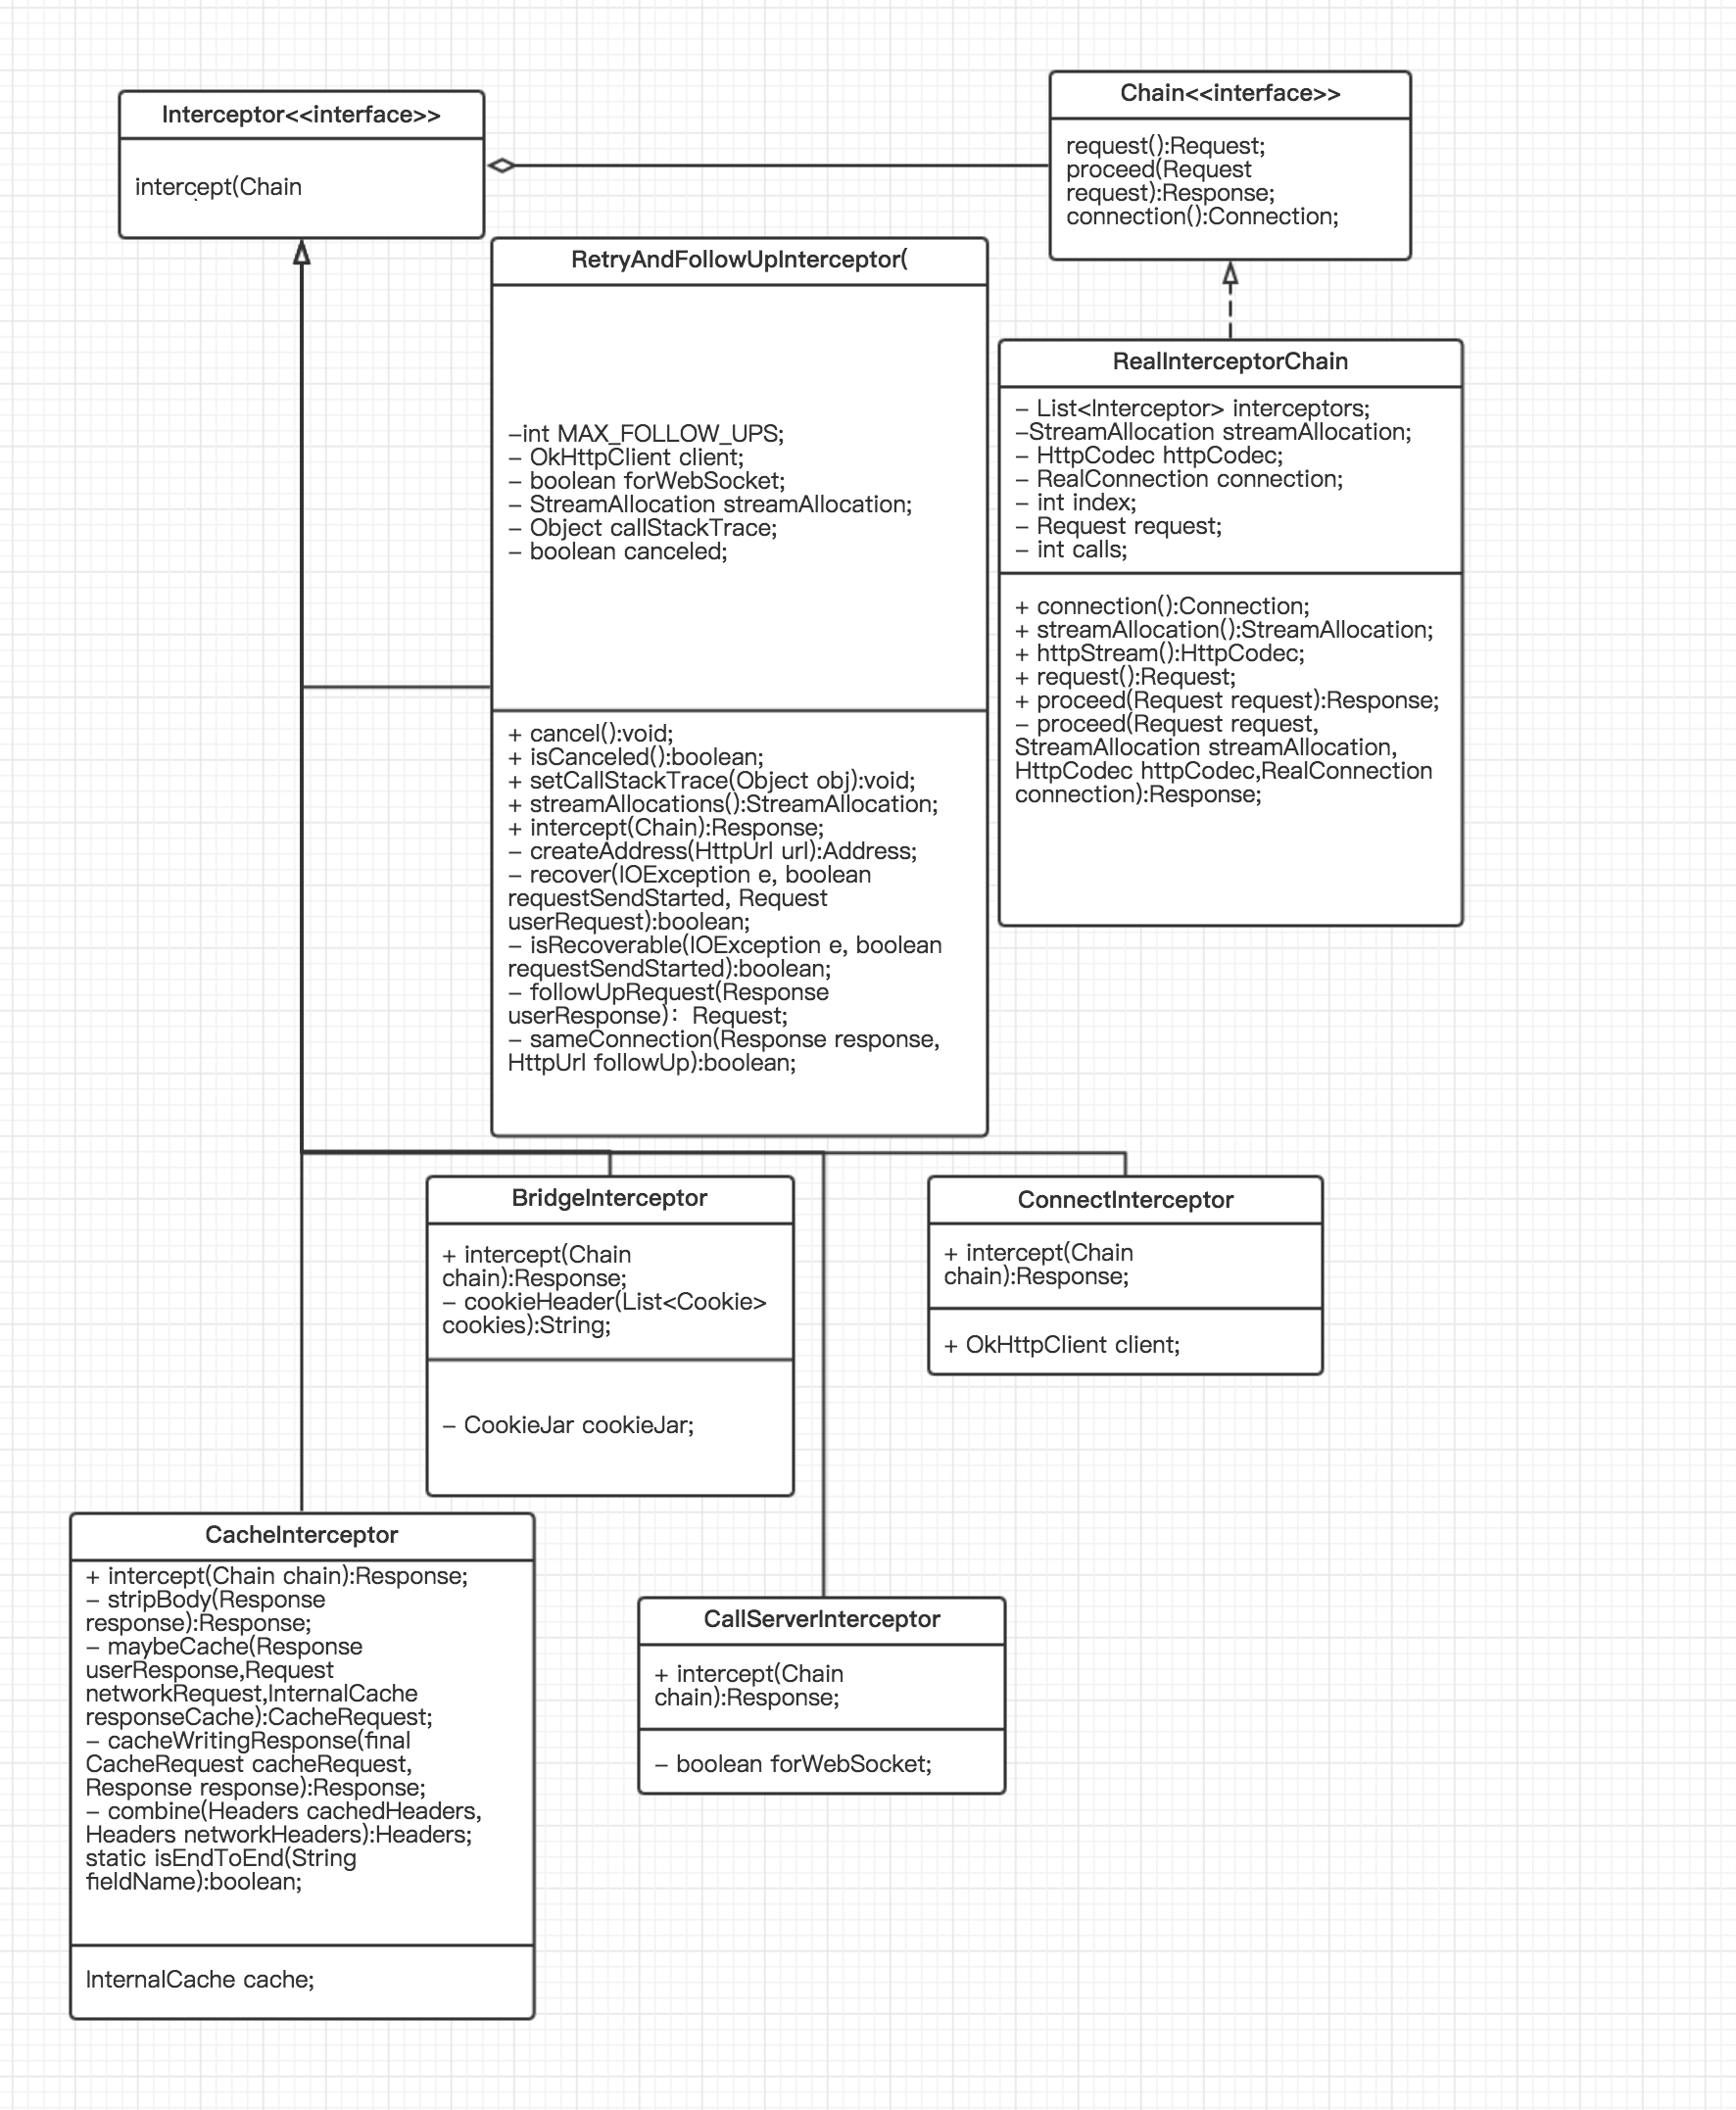 Interceptor<<interface>>
intercept(Chain
Chain<<interface>>
request():Request;
proceed(Request
request):Response;
connection():Connection;
RetryAndFollowUpInterceptor(
–int MAX_FOLLOW_UPS;
– OkHttpClient client;
– boolean forWebSocket;
– StreamAllocation streamAllocation;
– Object callStackTrace;
– boolean canceled;
+ cancel():void;
+ isCanceled():boolean;
+ setCallStackTrace(Object obj):void;
+ streamAllocations():StreamAllocation;
+ intercept(Chain):Response;
– createAddress(HttpUrl url):Address;
– recover(IOException e, boolean
requestSendStarted, Request
userRequest):boolean;
– isRecoverable(IOException e, boolean
requestSendStarted):boolean;
– followUpRequest(Response
userResponse)：Request;
– sameConnection(Response response,
HttpUrl followUp):boolean;
RealInterceptorChain
– List<Interceptor> interceptors;
–StreamAllocation streamAllocation;
– HttpCodec httpCodec;
– RealConnection connection;
– int index;
– Request request;
– int calls;
+ connection():Connection;
+ streamAllocation():StreamAllocation;
+ httpStream():HttpCodec;
+ request():Request;
+ proceed(Request request):Response;
– proceed(Request request,
StreamAllocation streamAllocation,
HttpCodec httpCodec,RealConnection
connection):Response;
BridgeInterceptor
+ intercept(Chain
chain):Response;
– cookieHeader(List<Cookie>
cookies):String;
– CookieJar cookieJar;
ConnectInterceptor
+ intercept(Chain
chain):Response;
+ OkHttpClient client;
CacheInterceptor
+ intercept(Chain chain):Response;
– stripBody(Response
response):Response;
– maybeCache(Response
userResponse,Request
networkRequest,InternalCache
responseCache):CacheRequest;
– cacheWritingResponse(final
CacheRequest cacheRequest,
Response response):Response;
– combine(Headers cachedHeaders,
Headers networkHeaders):Headers;
static isEndToEnd(String
fieldName):boolean;
InternalCache cache;
CallServerInterceptor
+ intercept(Chain
chain):Response;
– boolean forWebSocket;